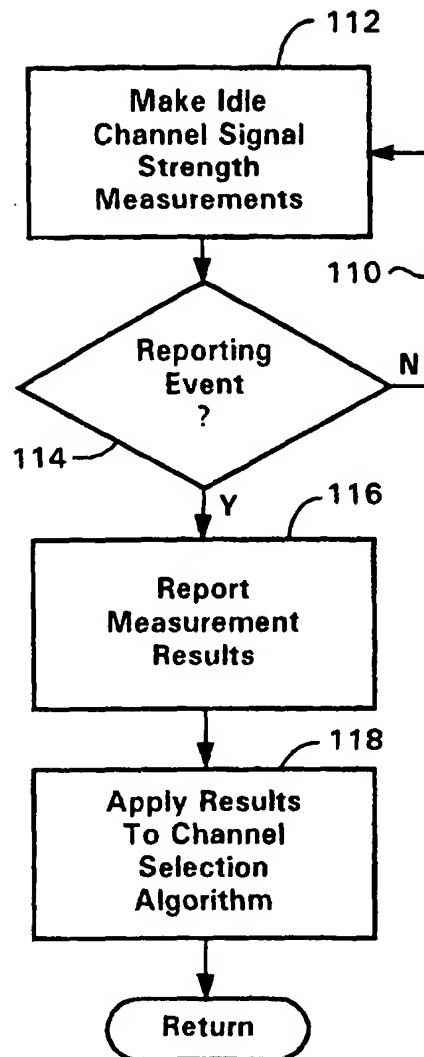 112
Make Idle
Channel Signal
Strength
Measurements
110
Reporting
Event
?
N
114
Y
116
Report
Measurement
Results
118
Apply Results
To Channel
Selection
Algorithm
Return